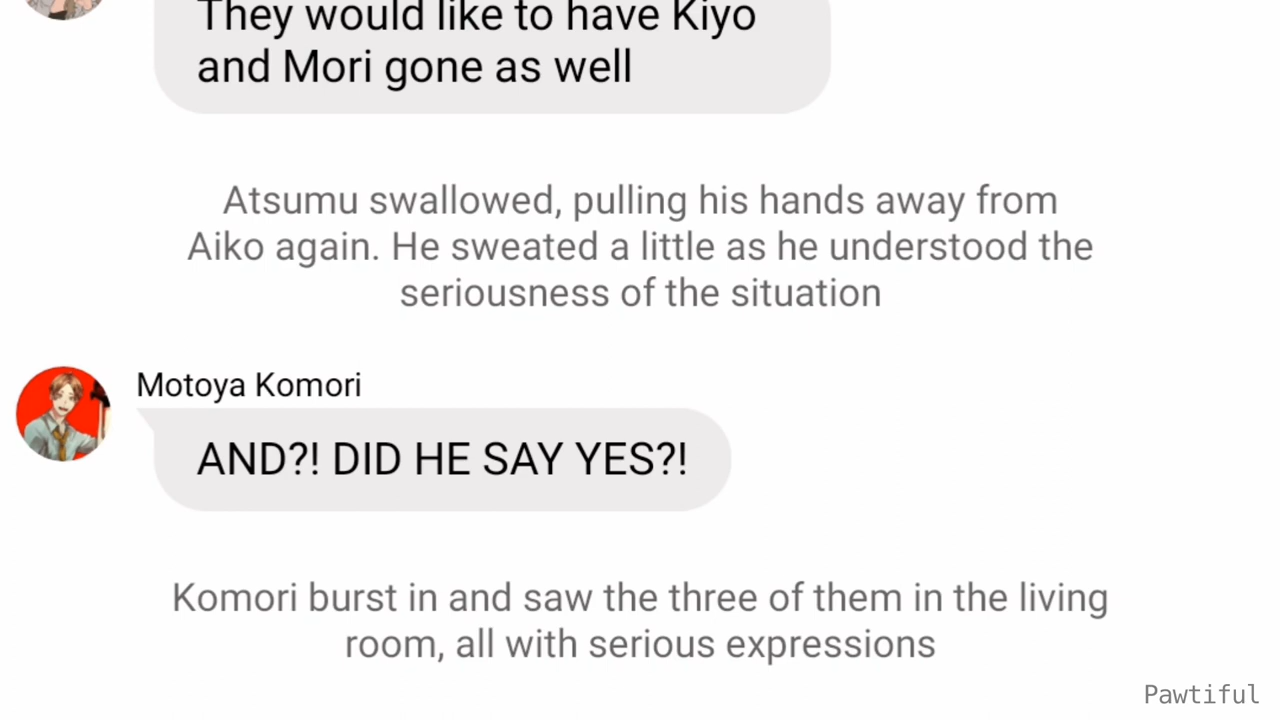 They would like to have Kiyo
and Mori gone as well
Atsumu swallowed, pulling his hands away from
Aiko again. He sweated a little as he understood the
seriousness of the situation
Motoya Komori
AND?! DID HE SAY YES?!
Komori burst in and saw the three of them in the living
room, all with serious expressions
Pawtiful